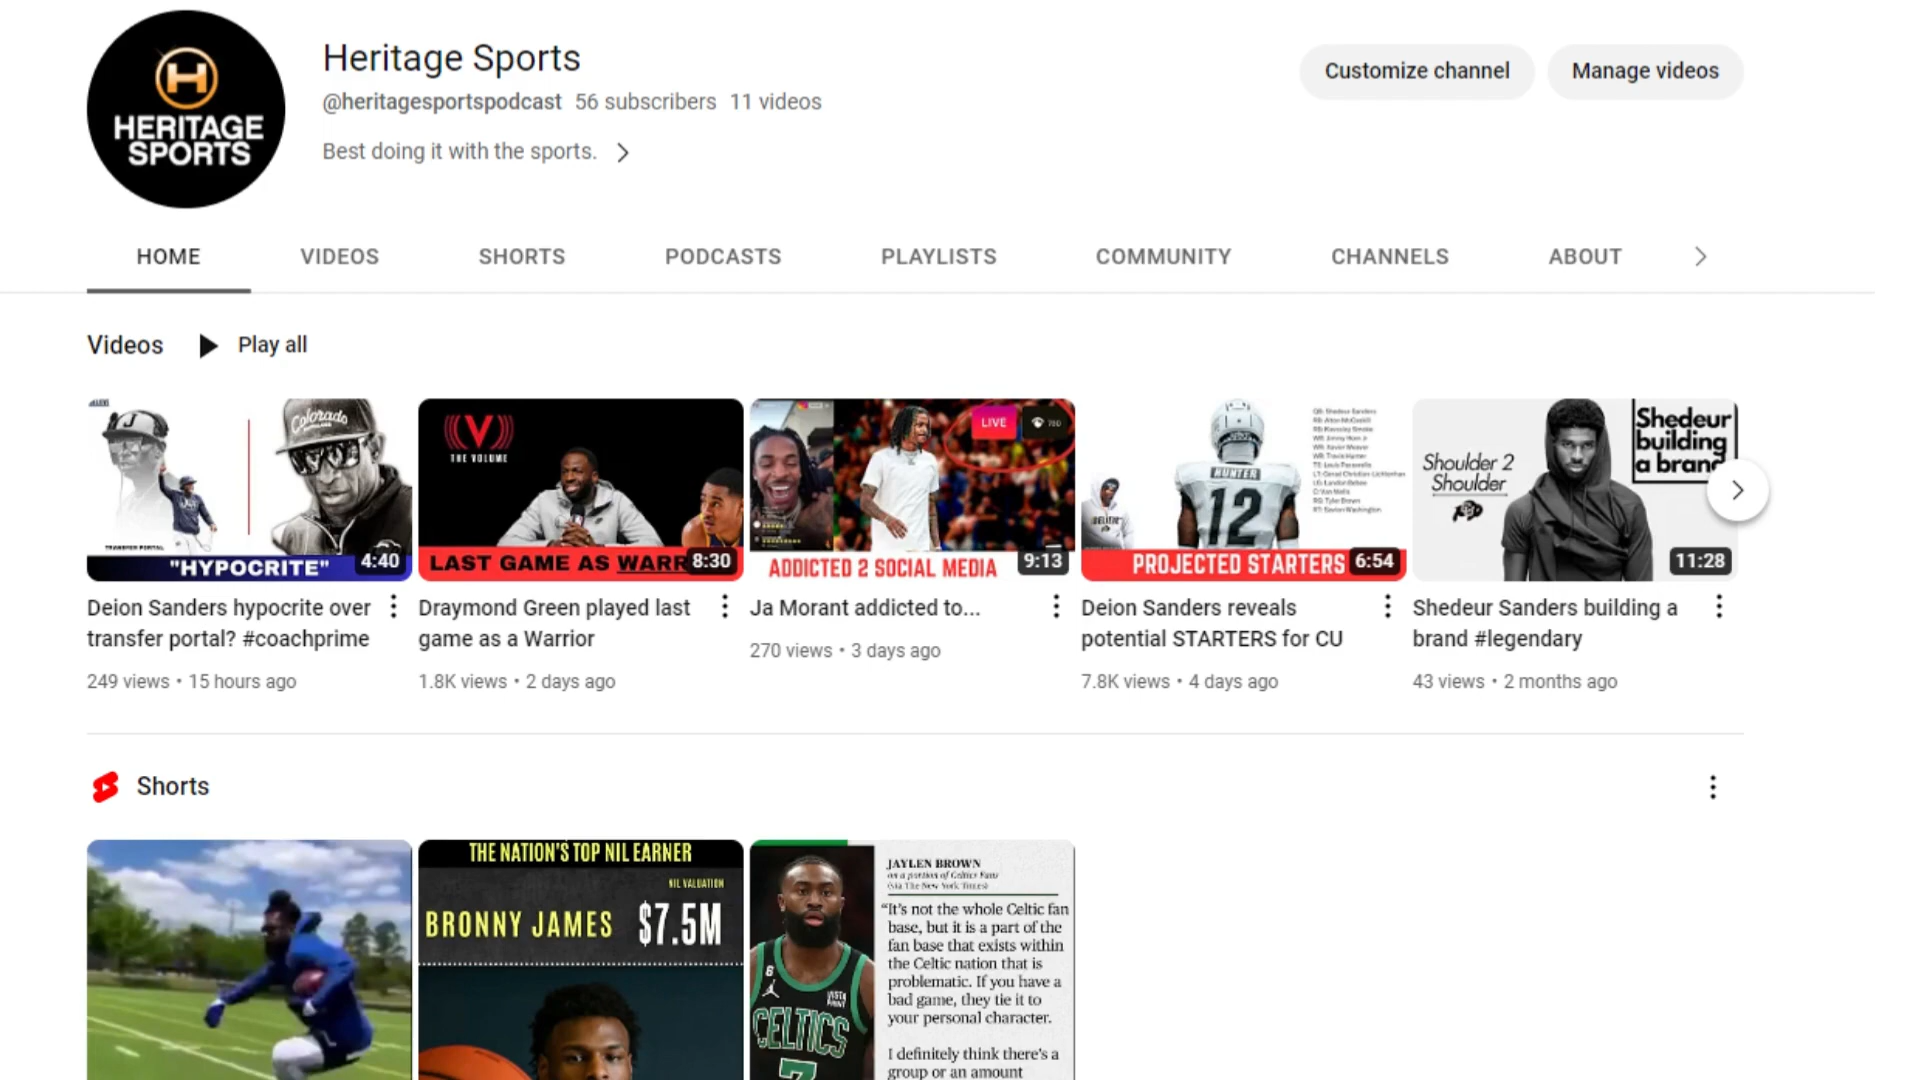 HERITAGE
SPORTS
Heritage Sports
@heritagesportspodcast 56 subscribers 11 videos
Best doing it with the sports.
Customize channel
Manage videos
HOME
VIDEOS
SHORTS
PODCASTS
PLAYLISTS
COMMUNITY
CHANNELS
ABOUT
Videos
Play all
Colorado
TRANSFER PORTAL
"HYPOCRITE"
4:40
THE VOLUME
LAST GAME AS WARR
8:30
LIVE
ADDICTED 2 SOCIAL MEDIA
9:13
HUNTER
12
QB: Shedeur Sanders
PROJECTED STARTERS
6:54
Shoulder 2
Shoulder
Shedeur
building
a brand
11:28
Deion Sanders hypocrite over
transfer portal? #coachprime
249 views • 15 hours ago
Draymond Green played last
game as a Warrior
1.8K views • 2 days ago
Ja Morant addicted to...
270 views • 3 days ago
Deion Sanders reveals
potential STARTERS for CU
7.8K views • 4 days ago
Shedeur Sanders building a
brand #legendary
43 views • 2 months ago
Shorts
THE NATION'S TOP NIL EARNER
NIL VALUATION
BRONNY JAMES $7.5M
JAYLEN BROWN
on a portion of Celtics Fans
(via The New York Times)
"It's not the whole Celtic fan
base, but it is a part of the
fan base that exists within
the Celtic nation that is
problematic. If you have a
bad game, they tie it to
your personal character.
I definitely think there's a
group or an amount
6
CELTICS
7